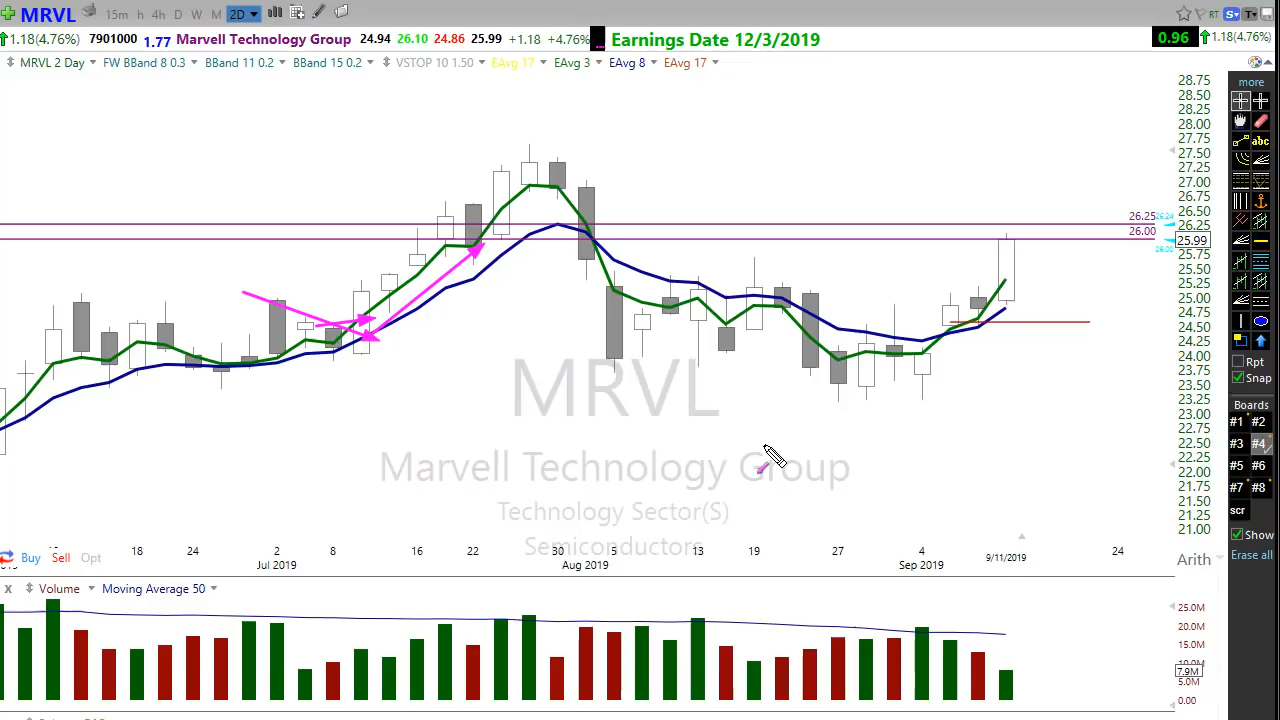 MRVL 15m h 4h D W M 2D RT S T
1.18(4.76%) 7901000 1.77 Marvell Technology Group 24.94 26.10 24.86 25.99 +1.18 +4.76% Earnings Date 12/3/2019 0.96 1.18(4.76%)
MRVL 2 Day FW BBand 8 0.3 BBand 11 0.2 BBand 15 0.2 VSTOP 10 1.50 EAvg 17 EAvg 3 EAvg 8 EAvg 17
more
abc
28.75
28.50
28.25
28.00
27.75
27.50
27.25
27.00
26.75
26.50
26.25 26.24 26.25
26.00 25.99
26.02 25.75
25.50
25.25
25.00
24.75
24.50
24.25
24.00
23.75
23.50
23.25
23.00
22.75
22.50
22.25
22.00
21.75
21.50
21.25
21.00
MRVL
Marvell Technology Group
Technology Sector(S)
Semiconductors
Rpt
Snap
Boards
#1 #2
#3 #4
#5 #6
#7 #8
scr
Show
Erase all
Buy Sell Opt
18 24 2 8 16 22 30 5 13 19 27 4 9/11/2019 24
Jul 2019 Aug 2019 Sep 2019
Arith
X Volume Moving Average 50
25.0M
20.0M
15.0M
10.0M
7.9M
5.0M
0.00